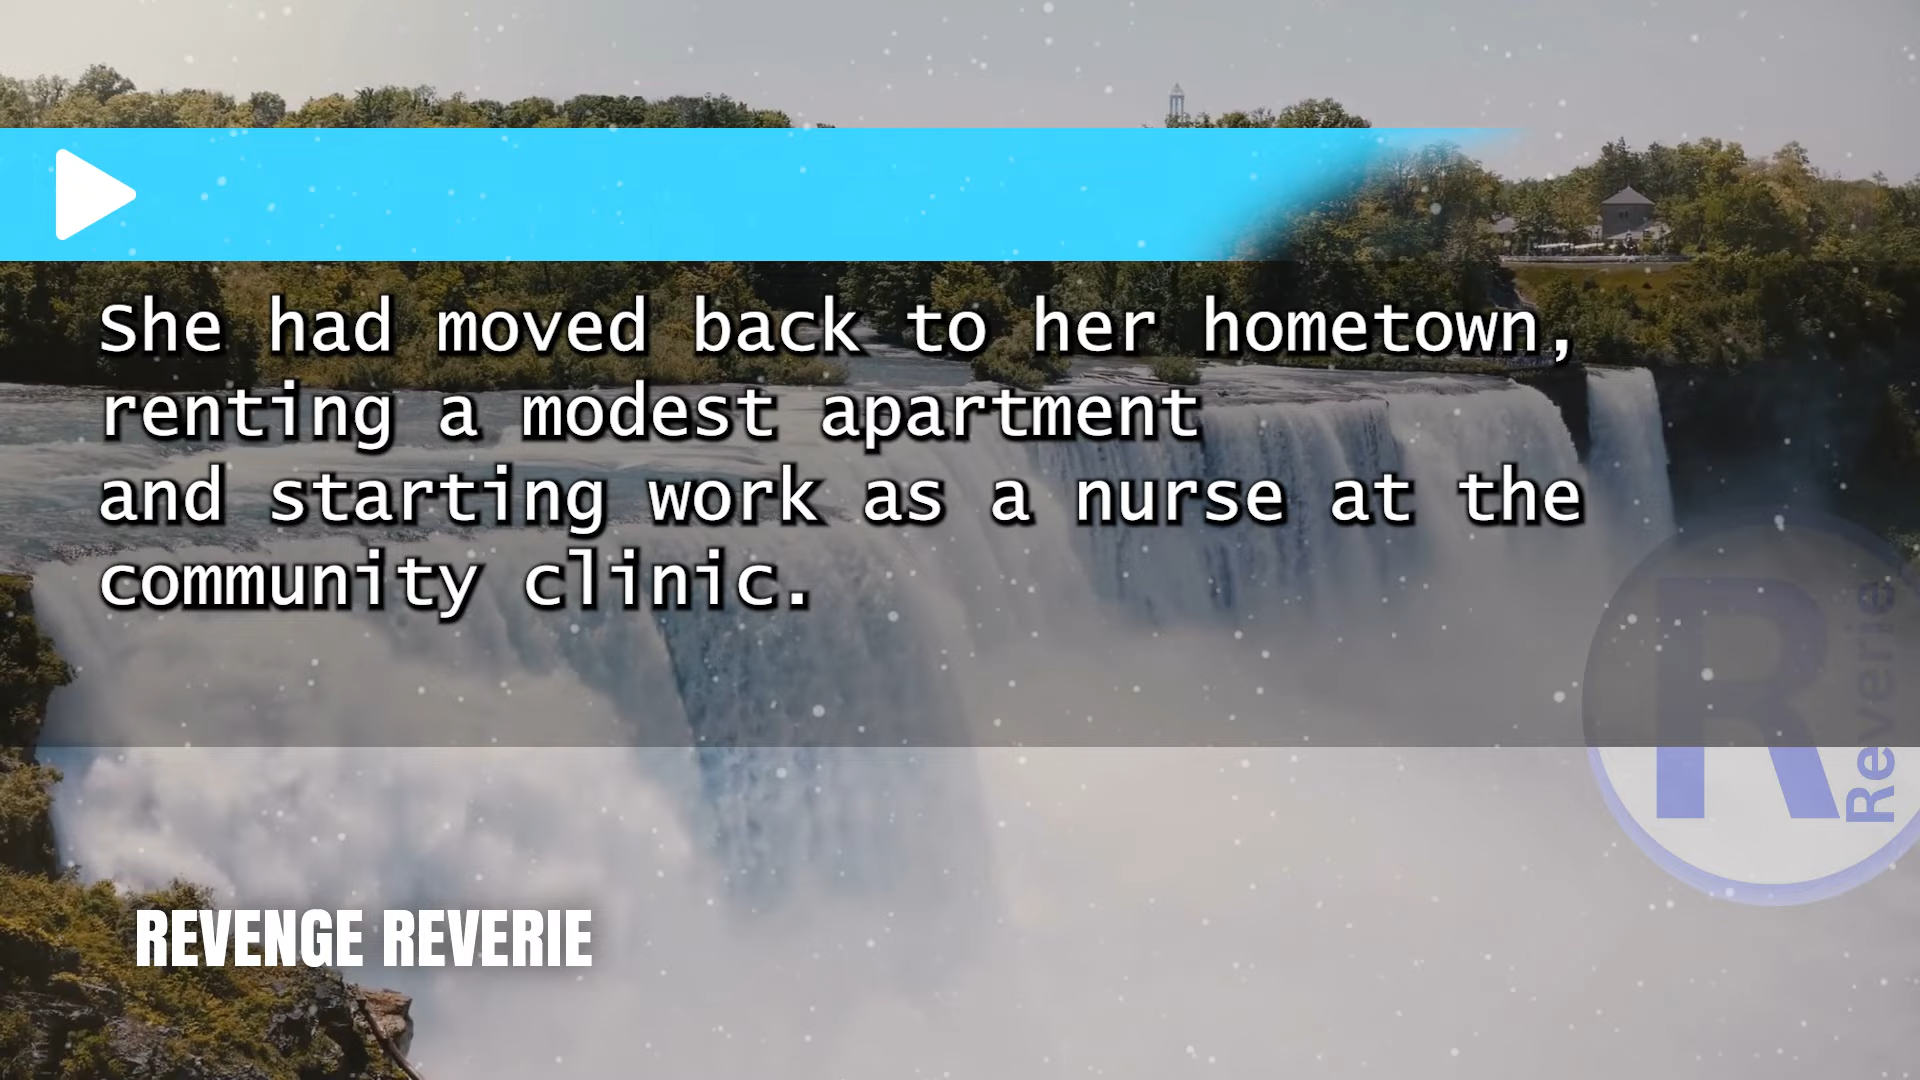 She had moved back to her hometown,
renting a modest apartment
and starting work as a nurse at the
community clinic.
R
Reverie
REVENGE REVERIE